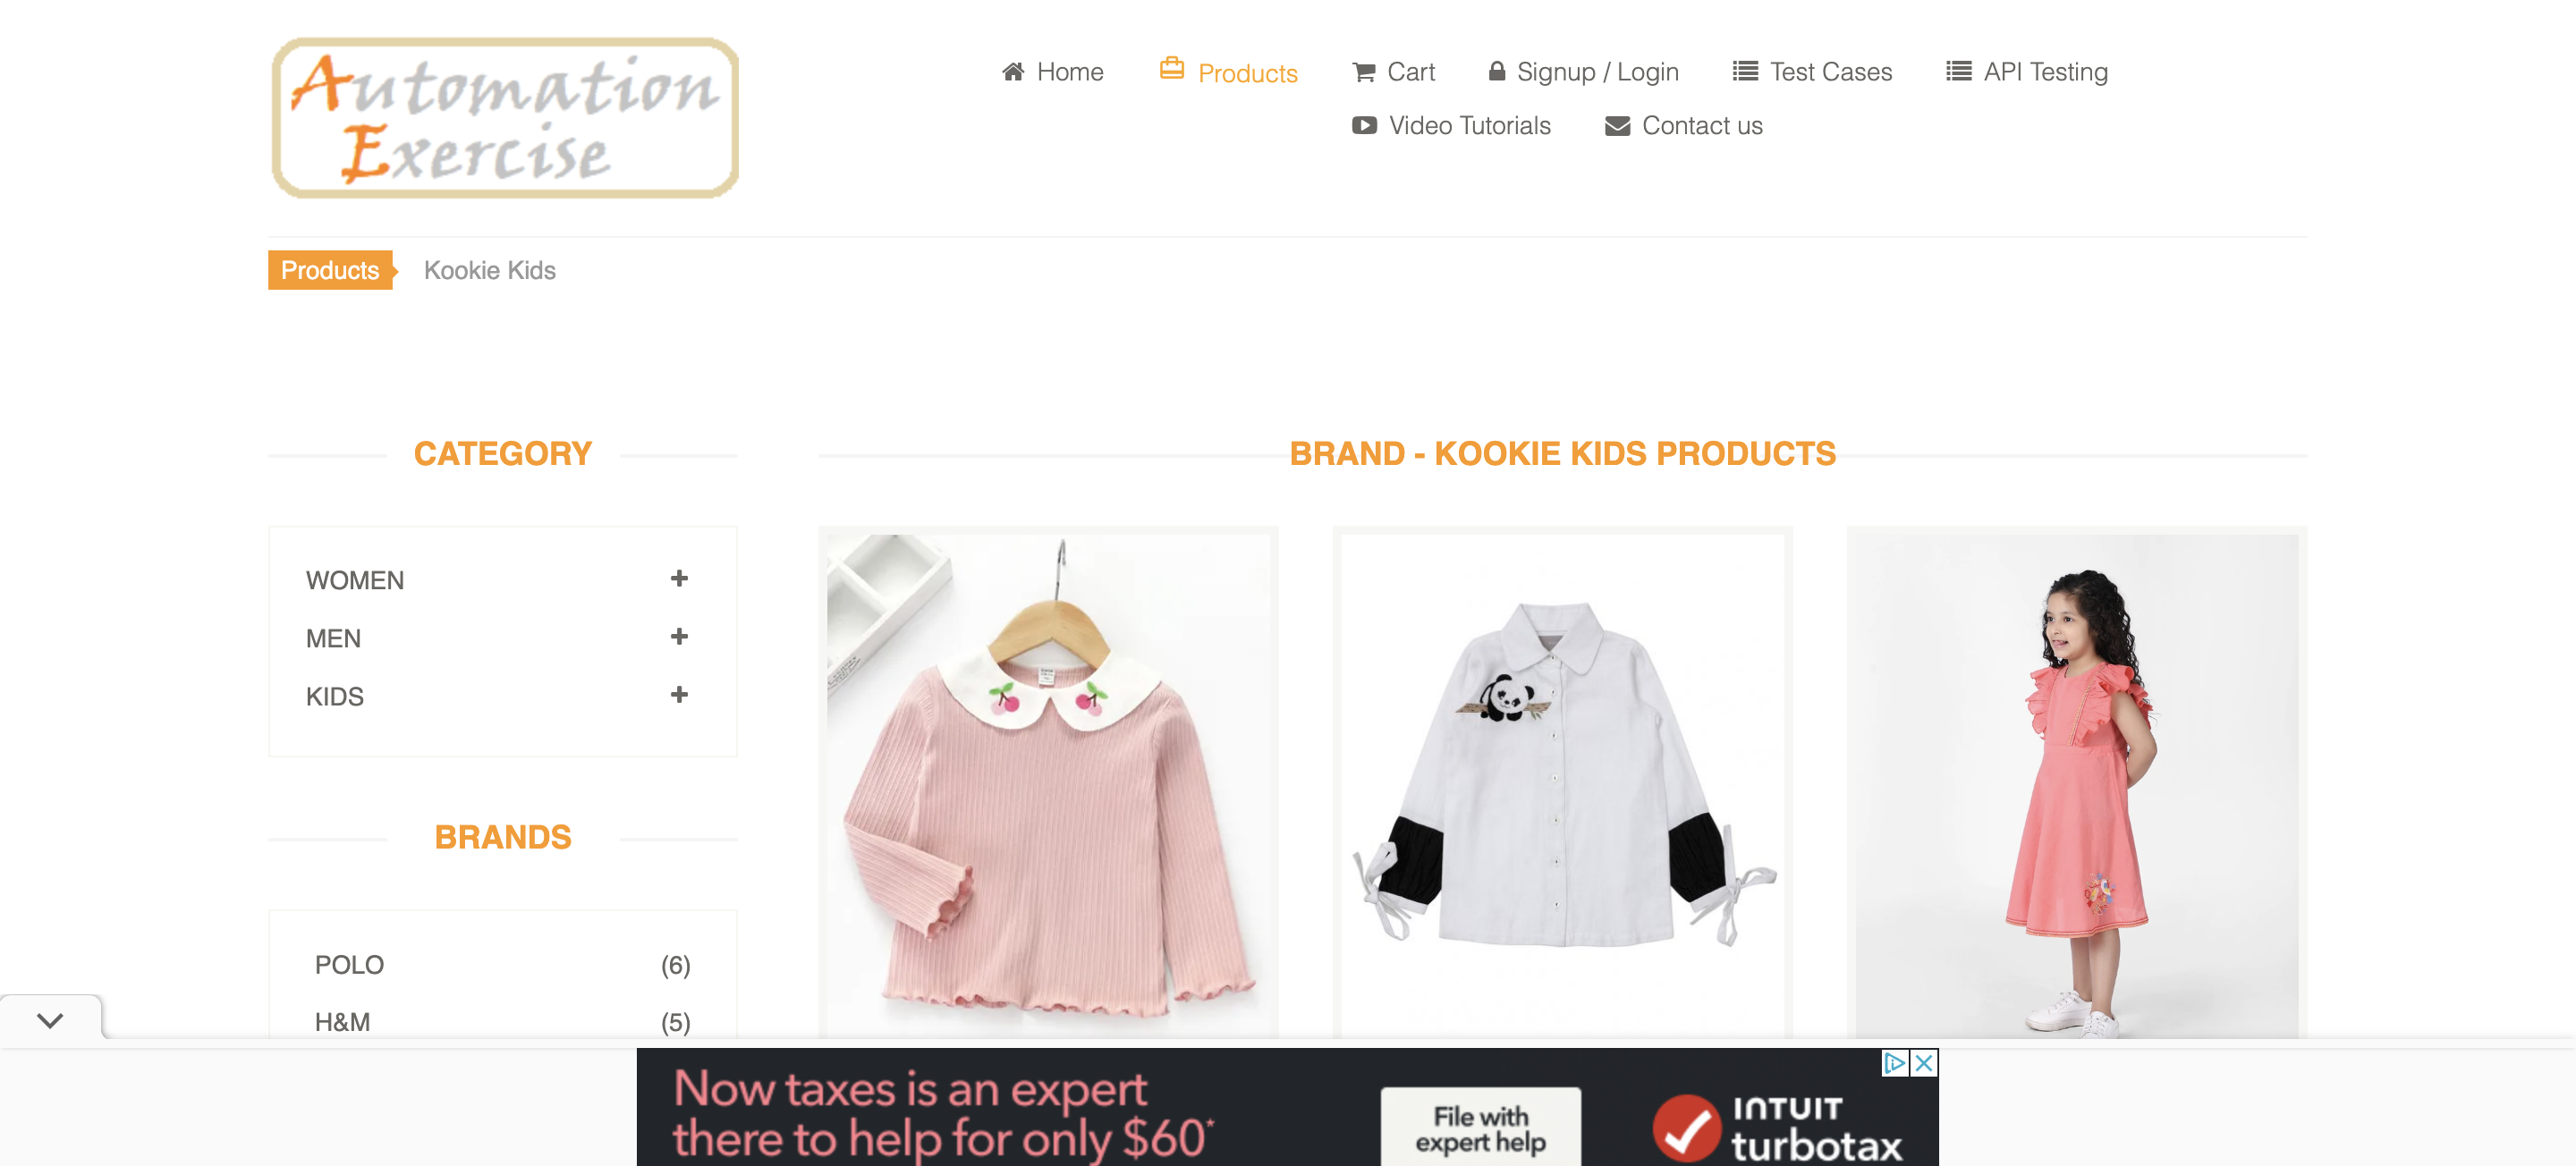 Automation
Exercise
Home
Products
Cart
Signup / Login
Test Cases
API Testing
Video Tutorials
Contact us
Products
Kookie Kids
CATEGORY
WOMEN
MEN
KIDS
BRANDS
POLO (6)
H&M (5)
BRAND - KOOKIE KIDS PRODUCTS
Now taxes is an expert
there to help for only $60*
File with
expert help
INTUIT
turbotax